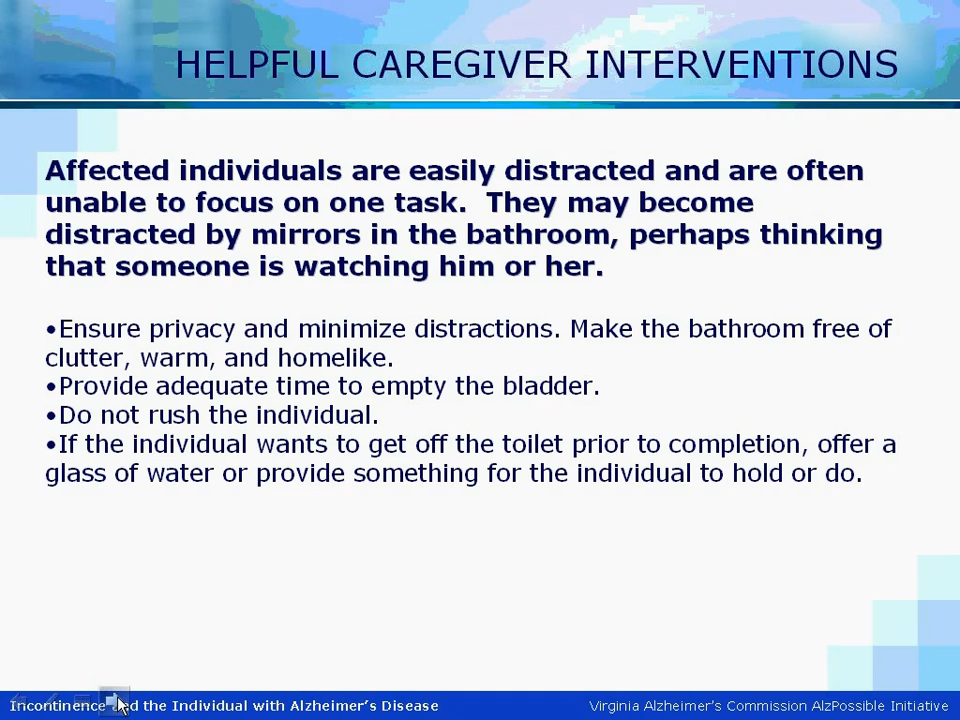 HELPFUL CAREGIVER INTERVENTIONS
Affected individuals are easily distracted and are often
unable to focus on one task.  They may become
distracted by mirrors in the bathroom, perhaps thinking
that someone is watching him or her.
•Ensure privacy and minimize distractions. Make the bathroom free of
clutter, warm, and homelike.
•Provide adequate time to empty the bladder.
•Do not rush the individual.
•If the individual wants to get off the toilet prior to completion, offer a
glass of water or provide something for the individual to hold or do.
Incontinence and the Individual with Alzheimer’s Disease
Virginia Alzheimer’s Commission AlzPossible Initiative